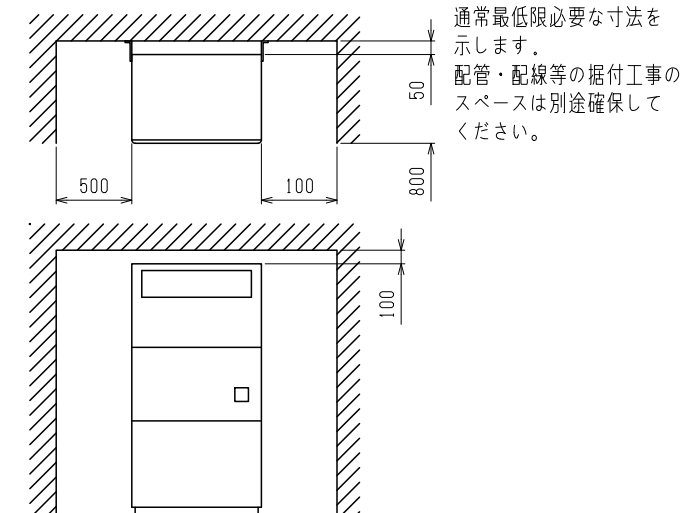 通常最低限必要な寸法を
示します．
配管・配線等の据付工事の
スペースは別途確保して
ください。
50
800
500
100
100